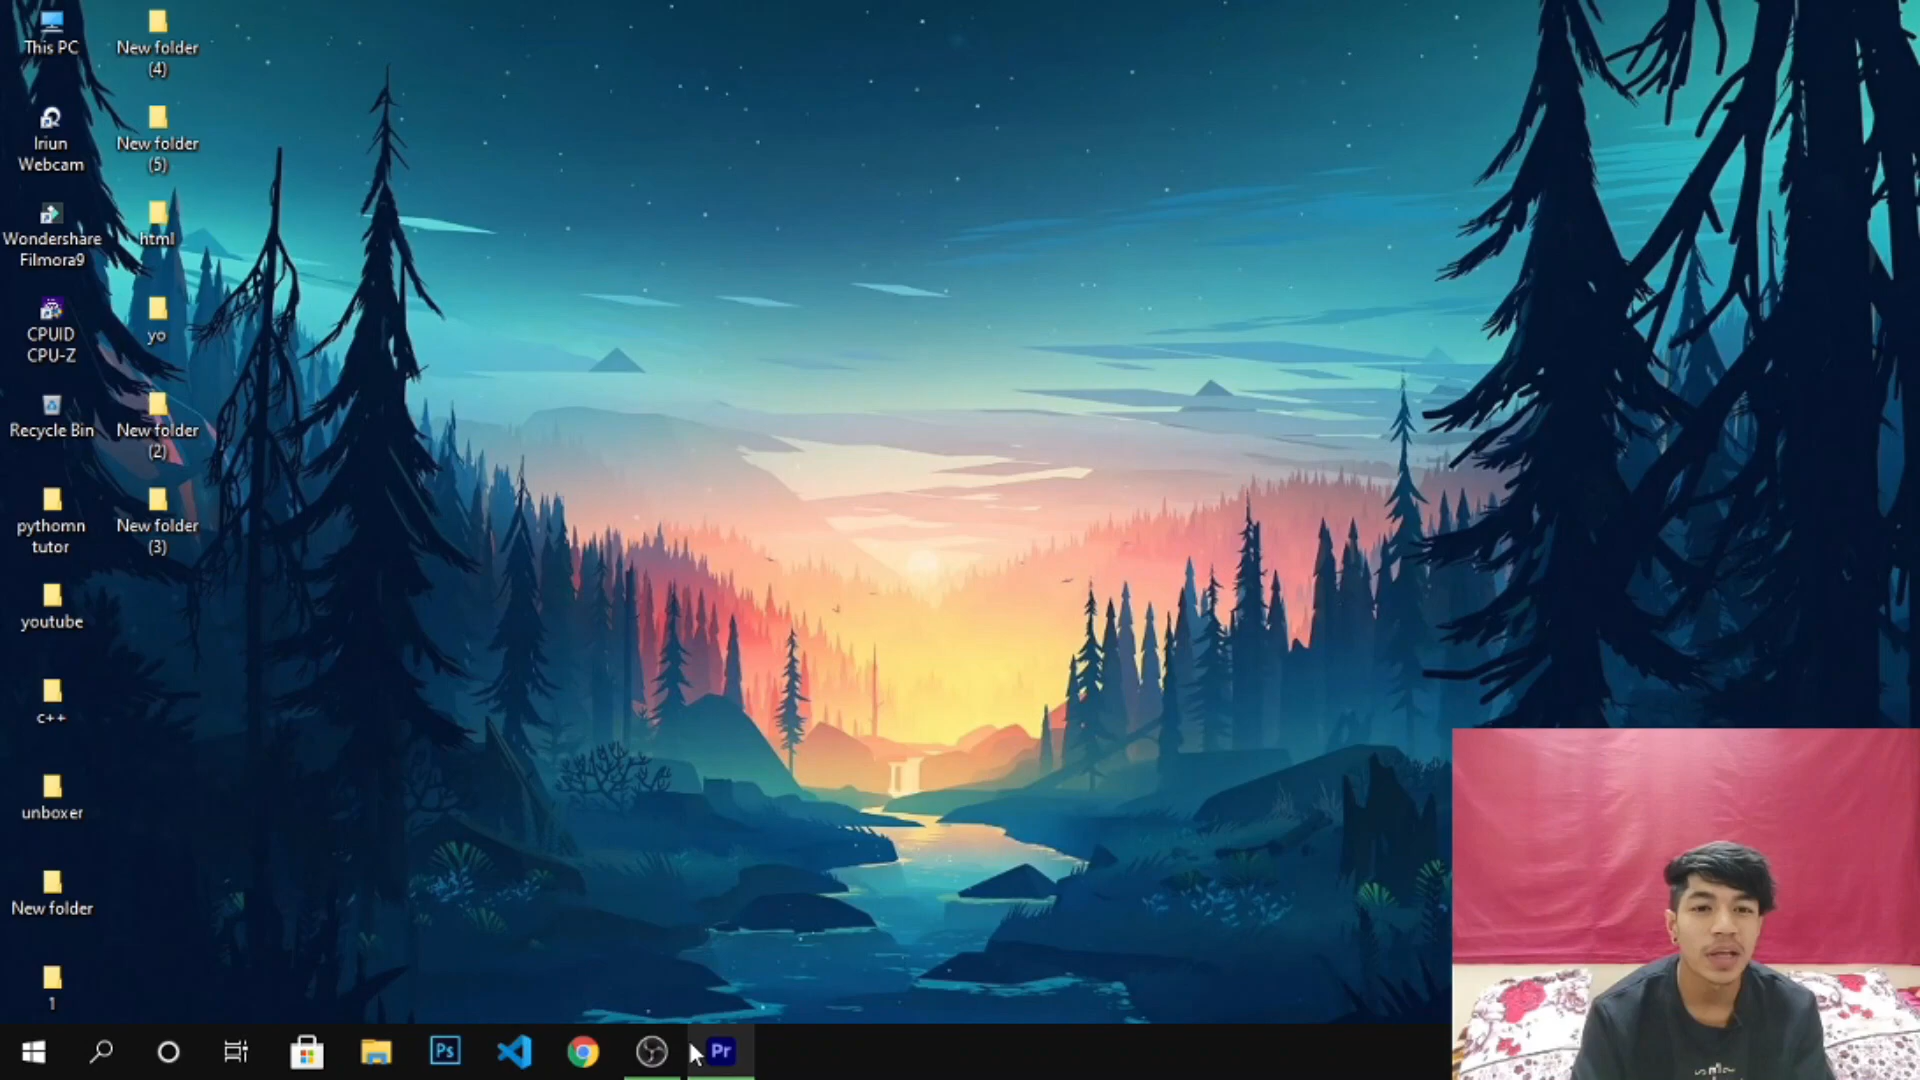 This PC
New folder
(4)
Iriun
Webcam
New folder
(5)
Wondershare
Filmora9
html
CPUID
CPU-Z
yo
Recycle Bin
New folder
(2)
pythomn
tutor
New folder
(3)
youtube
c++
unboxer
New folder
1
Ps
Pr